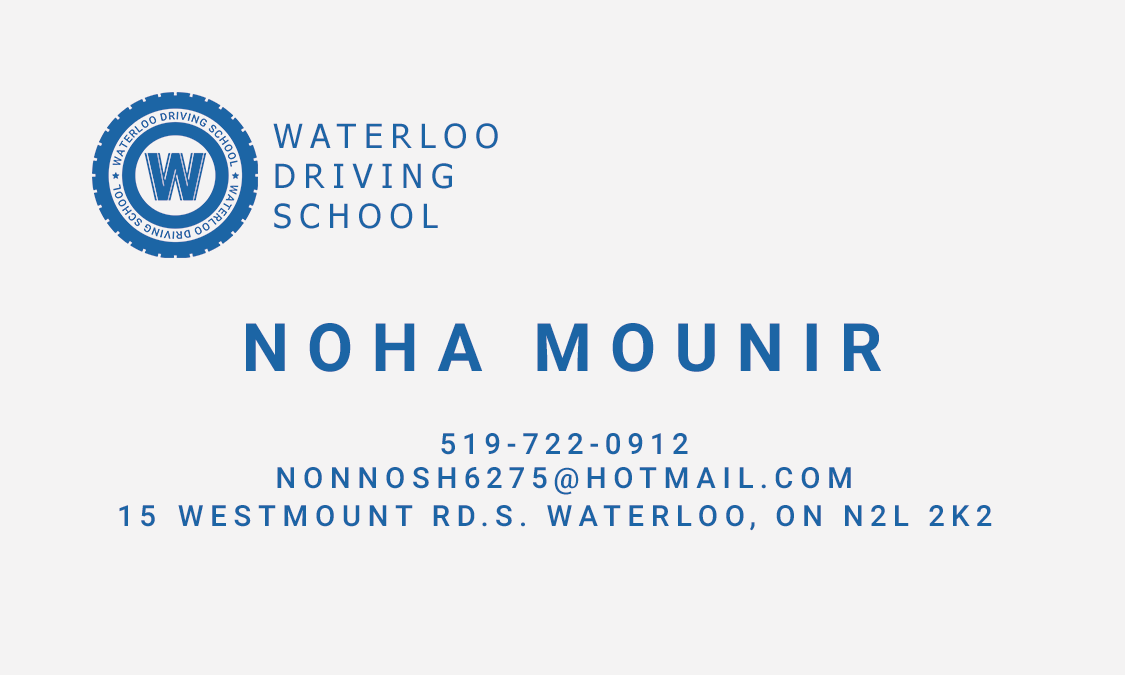 WATERLOO DRIVING SCHOOL ★ WATERLOO DRIVING SCHOOL ★
W
WATERLOO
DRIVING
SCHOOL
NOHA MOUNIR
519-722-0912
NONNOSH6275@HOTMAIL.COM
15 WESTMOUNT RD.S. WATERLOO, ON N2L 2K2